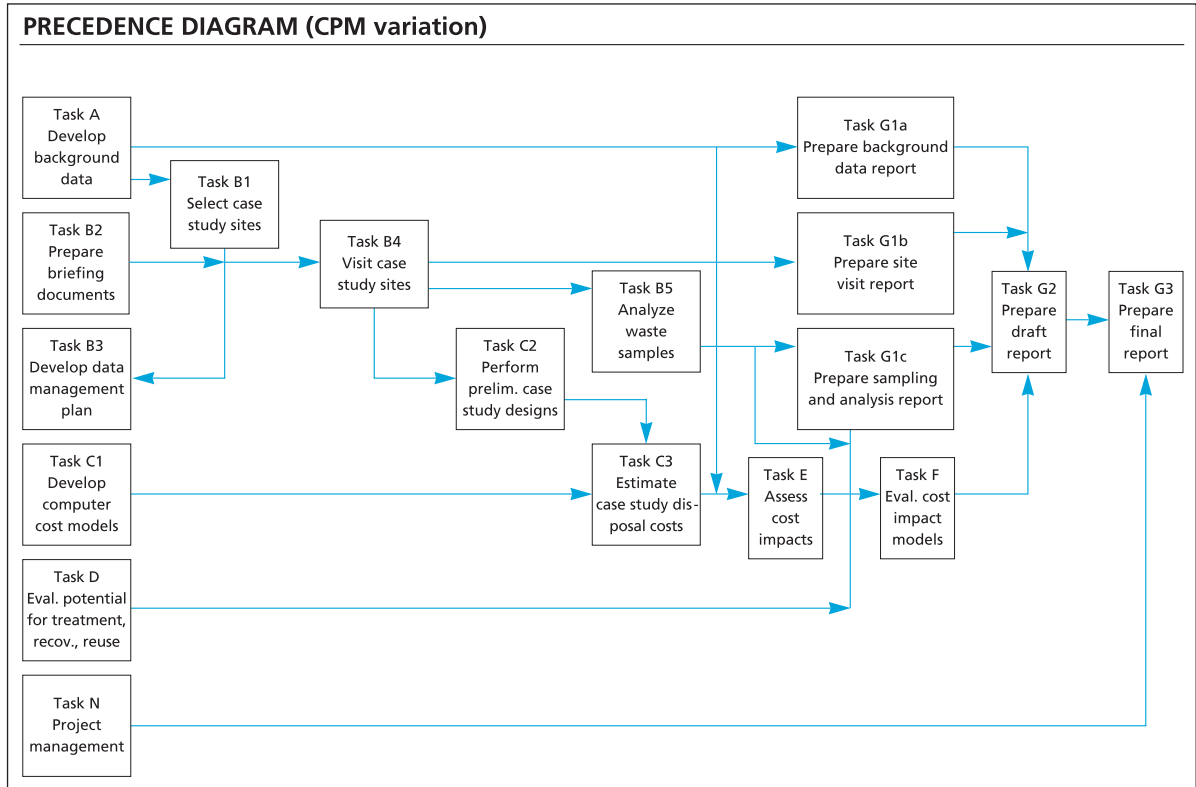 PRECEDENCE DIAGRAM (CPM variation)
Task A
Develop
background
data
Task B1
Select case
study sites
Task B2
Prepare
briefing
documents
Task B3
Develop data
management
plan
Task B4
Visit case
study sites
Task B5
Analyze
waste
samples
Task C1
Develop
computer
cost models
Task C2
Perform
prelim. case
study designs
Task C3
Estimate
case study dis-
posal costs
Task D
Eval. potential
for treatment,
recov., reuse
Task N
Project
management
Task E
Assess
cost
impacts
Task F
Eval. cost
impact
models
Task G1a
Prepare background
data report
Task G1b
Prepare site
visit report
Task G1c
Prepare sampling
and analysis report
Task G2
Prepare
draft
report
Task G3
Prepare
final
report